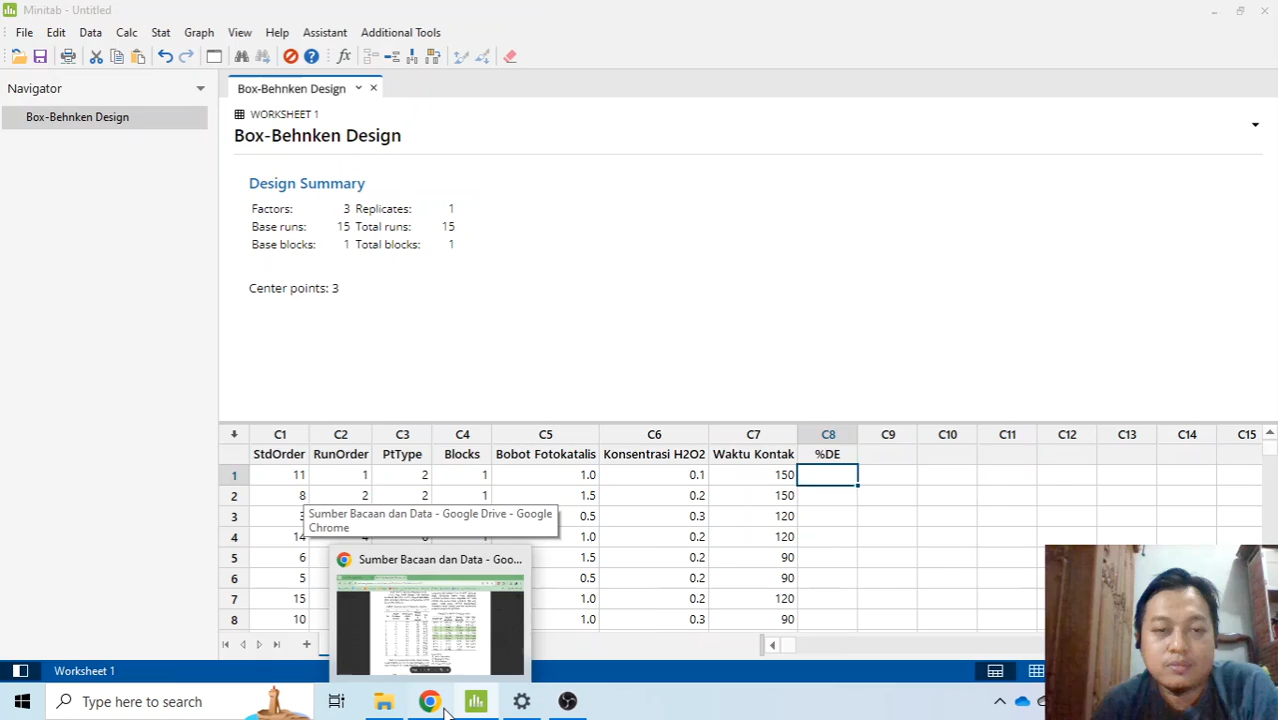 Minitab - Untitled
File Edit Data Calc Stat Graph View Help Assistant Additional Tools
Navigator
Box-Behnken Design
Box-Behnken Design
WORKSHEET 1
Box-Behnken Design
Design Summary
Factors: 3 Replicates: 1
Base runs: 15 Total runs: 15
Base blocks: 1 Total blocks: 1
Center points: 3
C1 C2 C3 C4 C5 C6 C7 C8 C9 C10 C11 C12 C13 C14 C15
StdOrder RunOrder PtType Blocks Bobot Fotokatalis Konsentrasi H2O2 Waktu Kontak %DE
1 11 1 2 1 1.0 0.1 150
2 8 2 2 1 1.5 0.2 150
3 0.5 0.3 120
4 14 1.0 0.2 120
5 6 1.5 0.2 90
6 5 0.5 0.2 90
7 15 1.0 0.2 120
8 10 1.0 0.3 90
Sumber Bacaan dan Data - Google Drive - Google
Chrome
Sumber Bacaan dan Data - Goo...
Worksheet 1
Type here to search